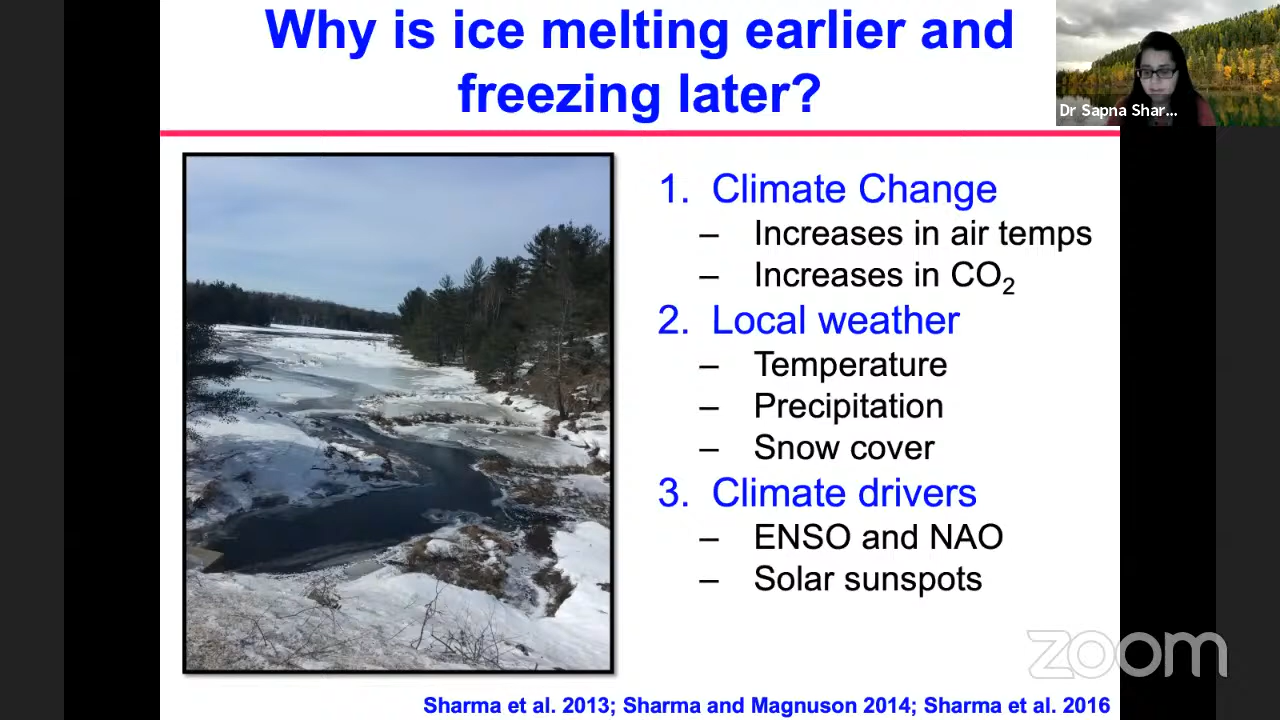 Why is ice melting earlier and
freezing later?
Dr Sapna Shar...
1. Climate Change
– Increases in air temps
– Increases in CO₂
2. Local weather
– Temperature
– Precipitation
– Snow cover
3. Climate drivers
– ENSO and NAO
– Solar sunspots
zoom
Sharma et al. 2013; Sharma and Magnuson 2014; Sharma et al. 2016